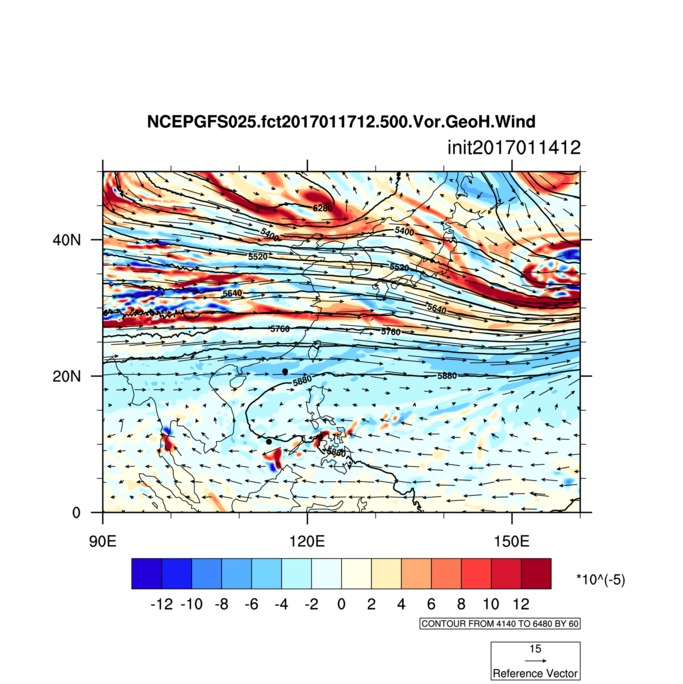 NCEPGFS025.fct2017011712.500.Vor.GeoH.Wind
init2017011412
5280
5400
5400
40N
5520
5520
5640
5640
5760
5760
5880
5880
20N
5880
0
90E 120E 150E
*10^(-5)
-12 -10 -8 -6 -4 -2 0 2 4 6 8 10 12
CONTOUR FROM 4140 TO 6480 BY 60
15
Reference Vector